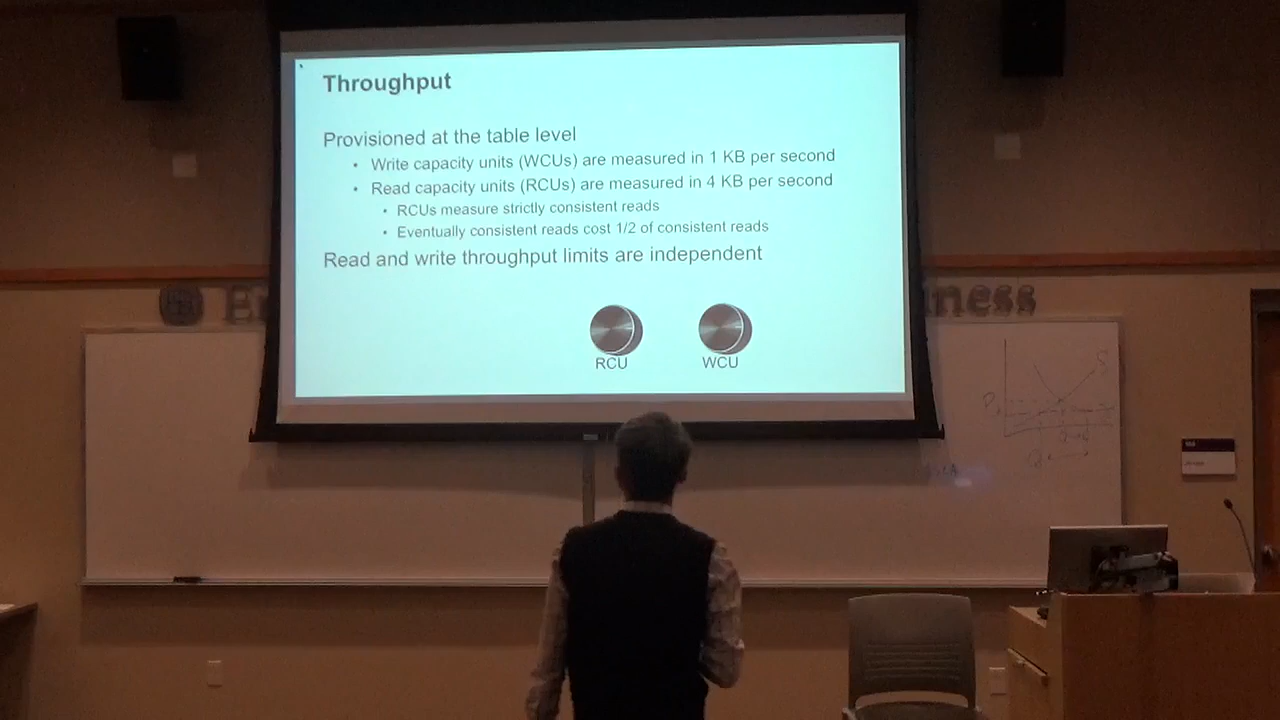 Throughput
Provisioned at the table level
• Write capacity units (WCUs) are measured in 1 KB per second
• Read capacity units (RCUs) are measured in 4 KB per second
• RCUs measure strictly consistent reads
• Eventually consistent reads cost 1/2 of consistent reads
Read and write throughput limits are independent
RCU WCU
E ness
S
P